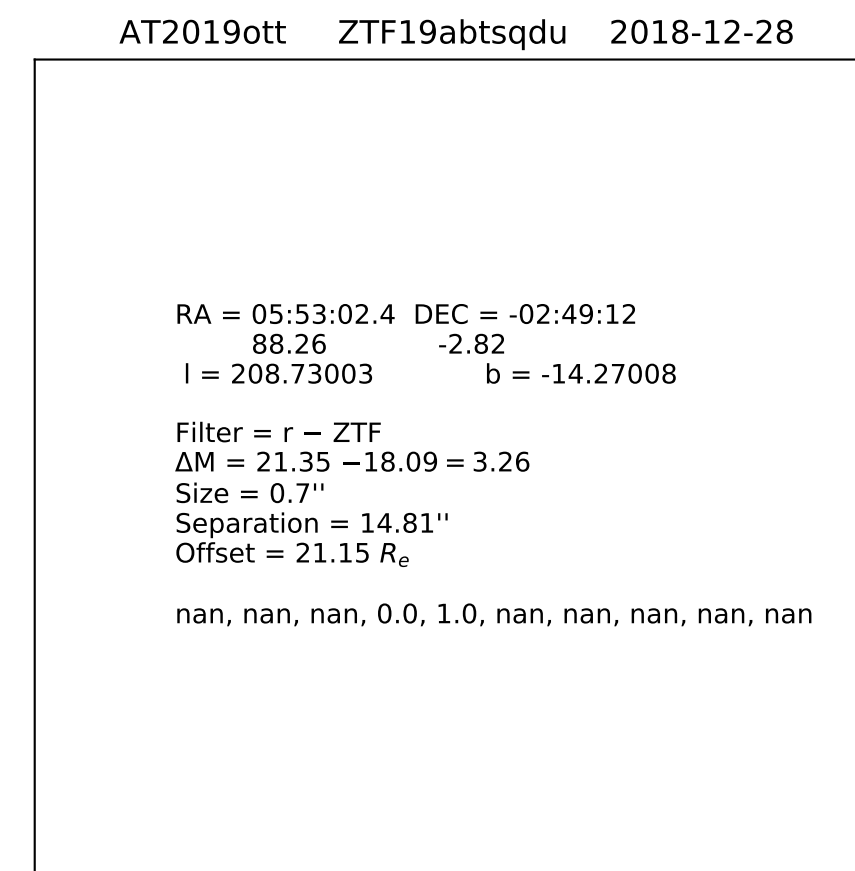 AT2019ott ZTF19abtsqdu 2018-12-28
RA = 05:53:02.4 DEC = -02:49:12
88.26 -2.82
l = 208.73003 b = -14.27008
Filter = r − ZTF
ΔM = 21.35 −18.09 = 3.26
Size = 0.7''
Separation = 14.81''
Offset = 21.15 Rₑ
nan, nan, nan, 0.0, 1.0, nan, nan, nan, nan, nan